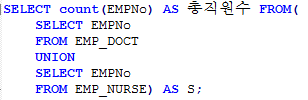 SELECT count(EMPNo) AS 총직원수 FROM(
SELECT EMPNo
FROM EMP_DOCT
UNION
SELECT EMPNo
FROM EMP_NURSE) AS S;